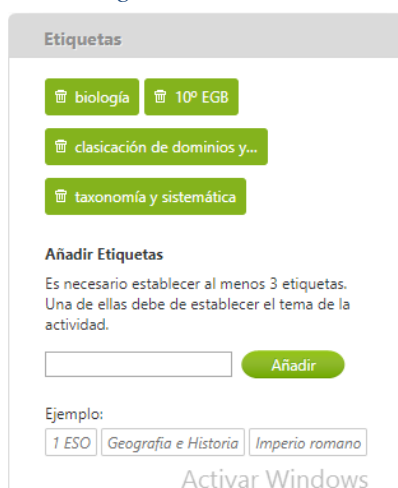 Etiquetas
biología 10º EGB
clasicación de dominios y...
taxonomía y sistemática
Añadir Etiquetas
Es necesario establecer al menos 3 etiquetas.
Una de ellas debe de establecer el tema de la
actividad.
Añadir
Ejemplo:
1 ESO Geografia e Historia Imperio romano
Activar Windows